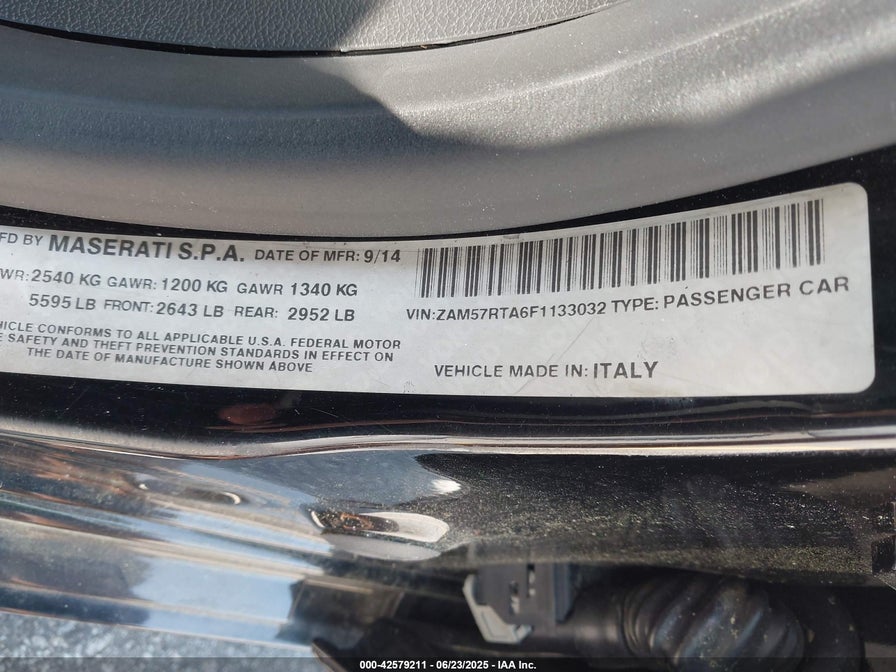 FD BY MASERATI S.P.A. DATE OF MFR: 9/14
WR: 2540 KG GAWR: 1200 KG GAWR 1340 KG
5595 LB FRONT: 2643 LB REAR: 2952 LB
VIN:ZAM57RTA6F1133032 TYPE: PASSENGER CAR
EHICLE CONFORMS TO ALL APPLICABLE U.S.A. FEDERAL MOTOR
E SAFETY AND THEFT PREVENTION STANDARDS IN EFFECT ON
THE DATE OF MANUFACTURE SHOWN ABOVE
VEHICLE MADE IN: ITALY
000-42579211 - 06/23/2025 - IAA Inc.